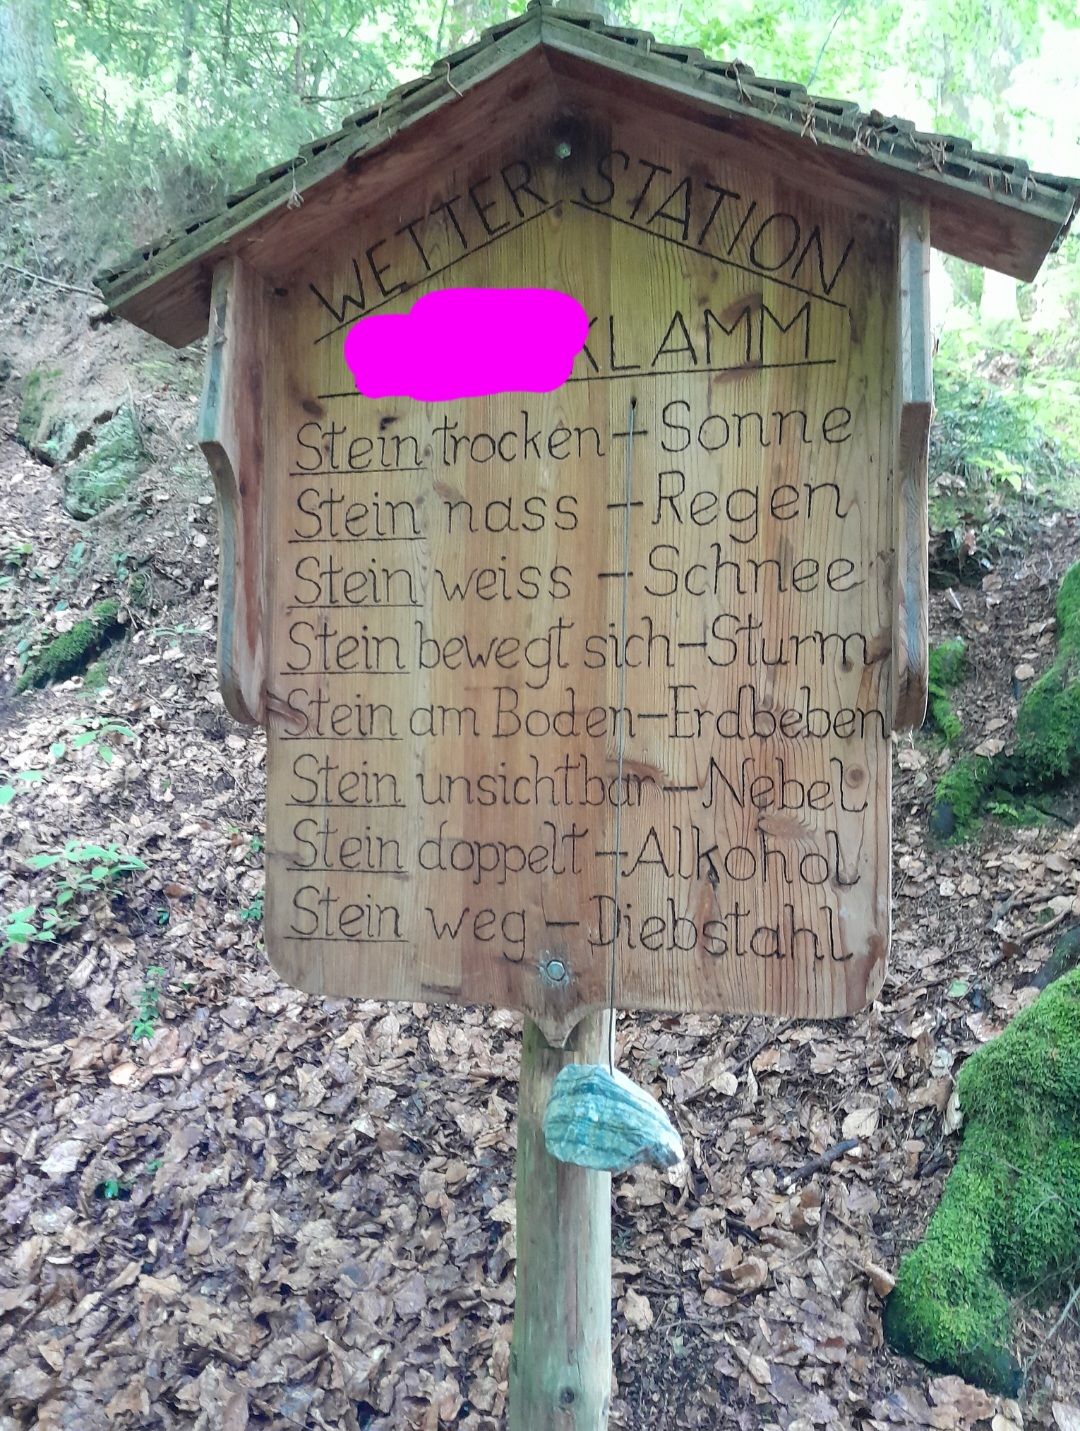 WETTER STATION
KLAMM
Stein trocken - Sonne
Stein nass - Regen
Stein weiss - Schnee
Stein bewegt sich - Sturm
Stein am Boden - Erdbeben
Stein unsichtbar - Nebel
Stein doppelt - Alkohol
Stein weg - Diebstahl